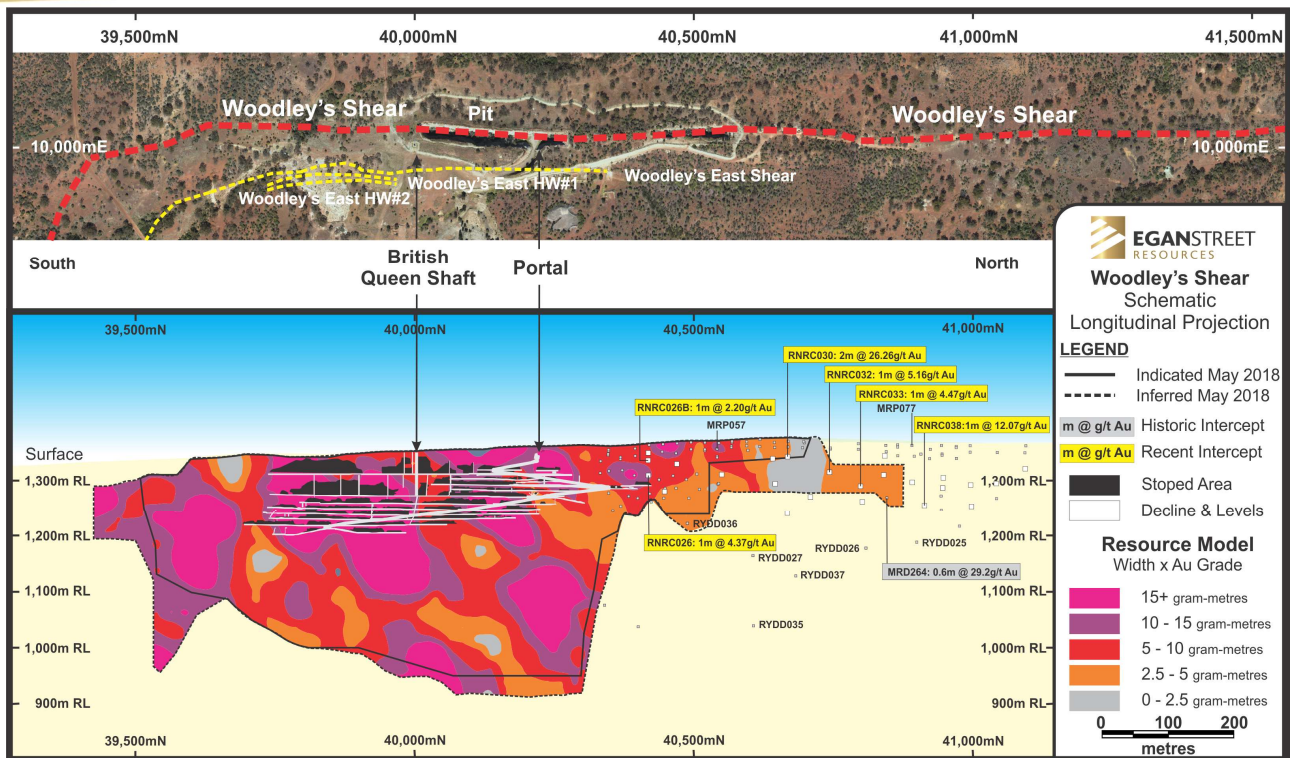 39,500mN 40,000mN 40,500mN 41,000mN 41,500mN
Woodley's Shear
Pit
Woodley's Shear
10,000mE
10,000mE
Woodley's East HW#1
Woodley's East Shear
Woodley's East HW#2
South
British
Queen Shaft
Portal
North
39,500mN 40,000mN 40,500mN 41,000mN
RNRC030: 2m @ 26.26g/t Au
RNRC032: 1m @ 5.16g/t Au
RNRC033: 1m @ 4.47g/t Au
RNRC026B: 1m @ 2.20g/t Au
MRP077
MRP057
RNRC038:1m @ 12.07g/t Au
Surface
1,300m RL
1,300m RL
1,200m RL
1,200m RL
RYDD036
RNRC026: 1m @ 4.37g/t Au
RYDD027
RYDD026
RYDD025
RYDD037
MRD264: 0.6m @ 29.2g/t Au
1,100m RL
1,100m RL
RYDD035
1,000m RL
1,000m RL
900m RL
900m RL
39,500mN 40,000mN 40,500mN 41,000mN
EGANSTREET
RESOURCES
Woodley's Shear
Schematic
Longitudinal Projection
LEGEND
Indicated May 2018
Inferred May 2018
m @ g/t Au Historic Intercept
m @ g/t Au Recent Intercept
Stoped Area
Decline & Levels
Resource Model
Width x Au Grade
15+ gram-metres
10 - 15 gram-metres
5 - 10 gram-metres
2.5 - 5 gram-metres
0 - 2.5 gram-metres
0 100 200
metres